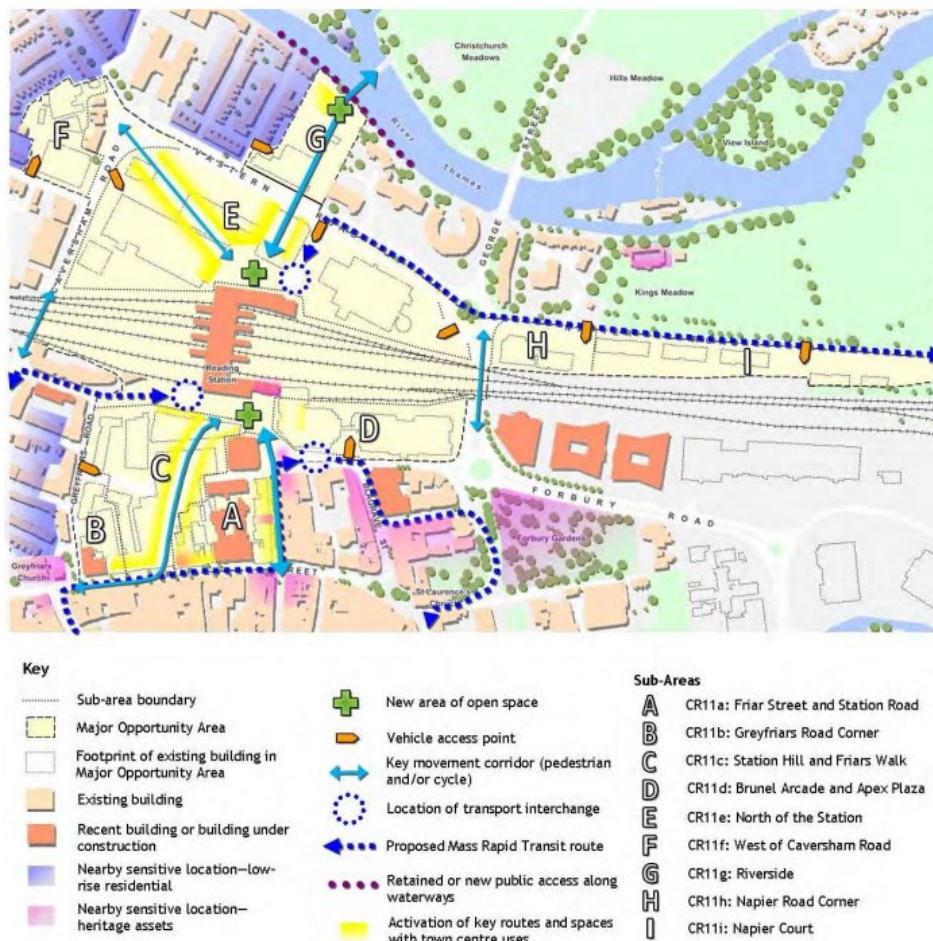 Christchurch
Meadows
Hills Meadow
View Island
River
Thames
STREET
GEORGE
VASTERN
ROAD
F
G
E
Kings Meadow
H
I
Reading
Station
D
C
B
A
GREYFRIARS ROAD
FORBURY
ROAD
Forbury Gardens
Greyfriars
Church
STREET
St Laurence's
Church
Key
Sub-area boundary
Major Opportunity Area
Footprint of existing building in
Major Opportunity Area
Existing building
Recent building or building under
construction
Nearby sensitive location—low-
rise residential
Nearby sensitive location—
heritage assets
New area of open space
Vehicle access point
Key movement corridor (pedestrian
and/or cycle)
Location of transport interchange
Proposed Mass Rapid Transit route
Retained or new public access along
waterways
Activation of key routes and spaces
with town centre uses
Sub-Areas
A CR11a: Friar Street and Station Road
B CR11b: Greyfriars Road Corner
C CR11c: Station Hill and Friars Walk
D CR11d: Brunel Arcade and Apex Plaza
E CR11e: North of the Station
F CR11f: West of Caversham Road
G CR11g: Riverside
H CR11h: Napier Road Corner
I CR11i: Napier Court